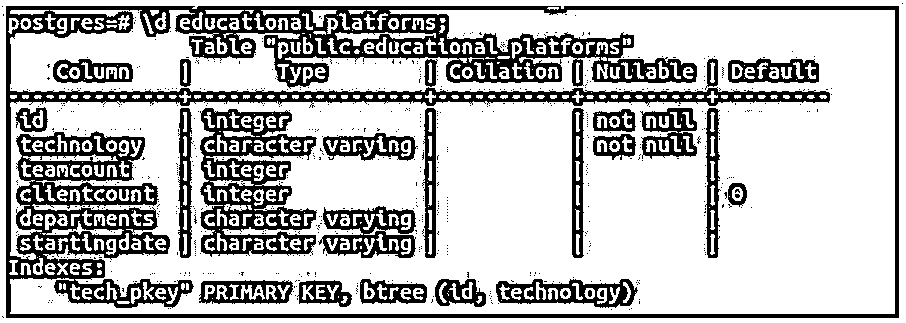 postgres=# \d educational_platforms;
Table "public.educational_platforms"
Column | Type | Collation | Nullable | Default
---------------+-------------------+-----------+----------+---------
id | integer | | not null |
technology | character varying | | not null |
teamcount | integer | | |
clientcount | integer | | | 0
departments | character varying | | |
startingdate | character varying | | |
Indexes:
"tech_pkey" PRIMARY KEY, btree (id, technology)